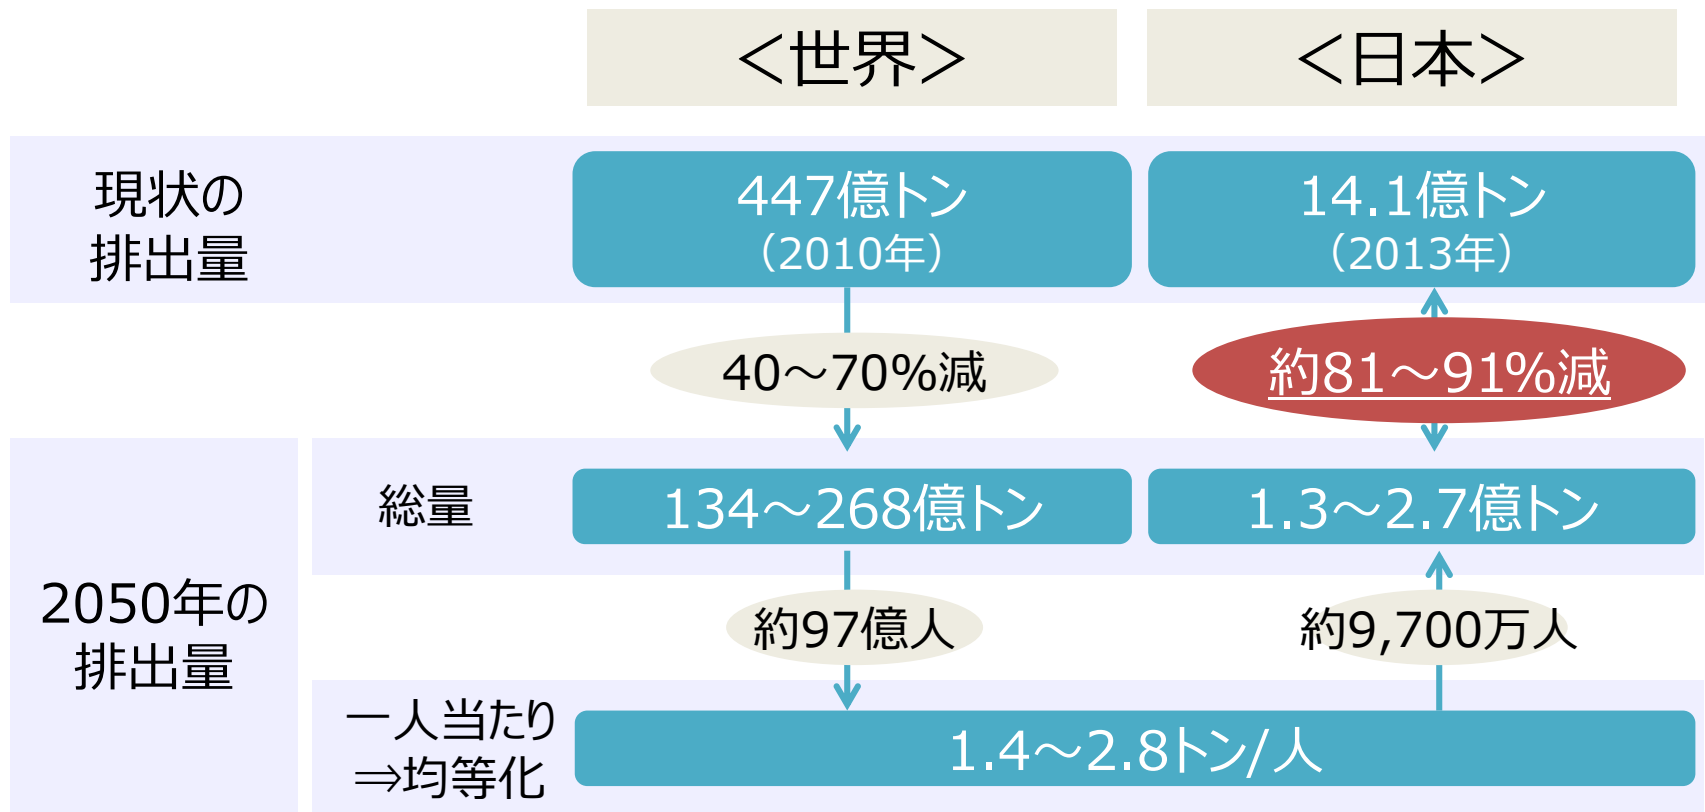 ＜世界＞
＜日本＞
現状の
排出量
447億トン
（2010年）
14.1億トン
（2013年）
40～70%減
約81～91%減
2050年の
排出量
総量
134～268億トン
1.3～2.7億トン
約97億人
約9,700万人
一人当たり
⇒均等化
1.4～2.8トン/人